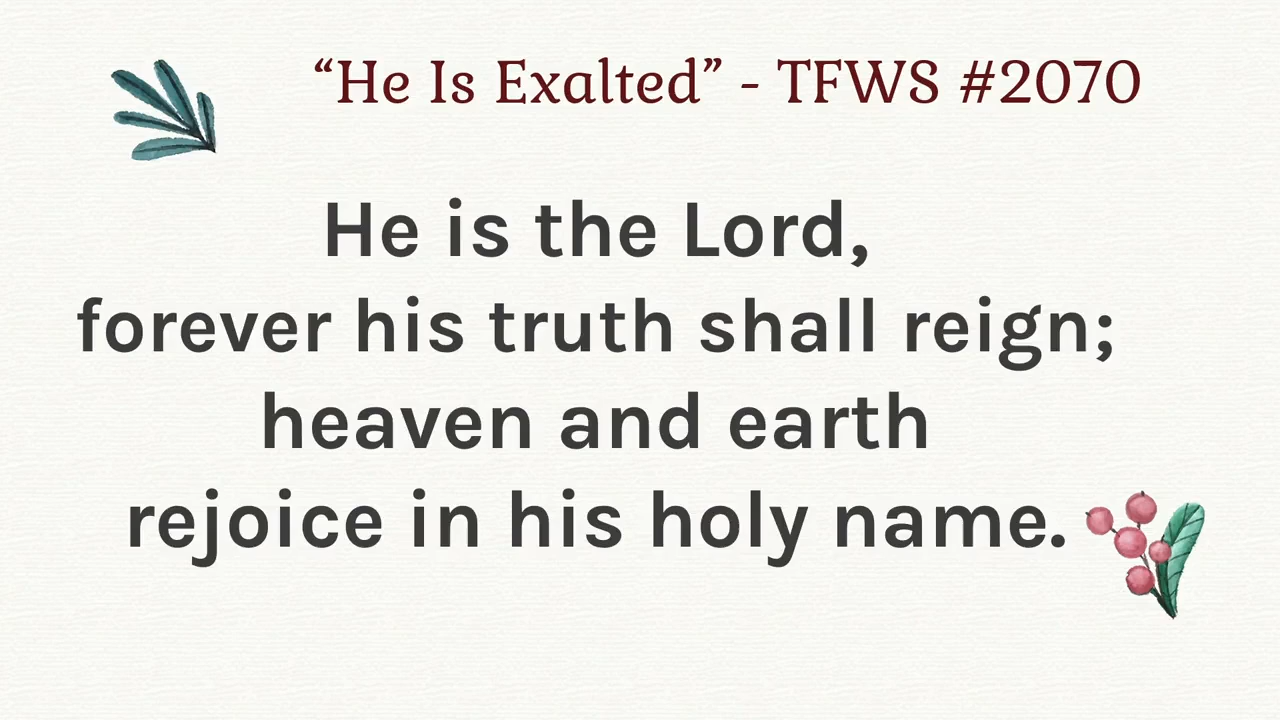 “He Is Exalted” - TFWS #2070
He is the Lord,
forever his truth shall reign;
heaven and earth
rejoice in his holy name.